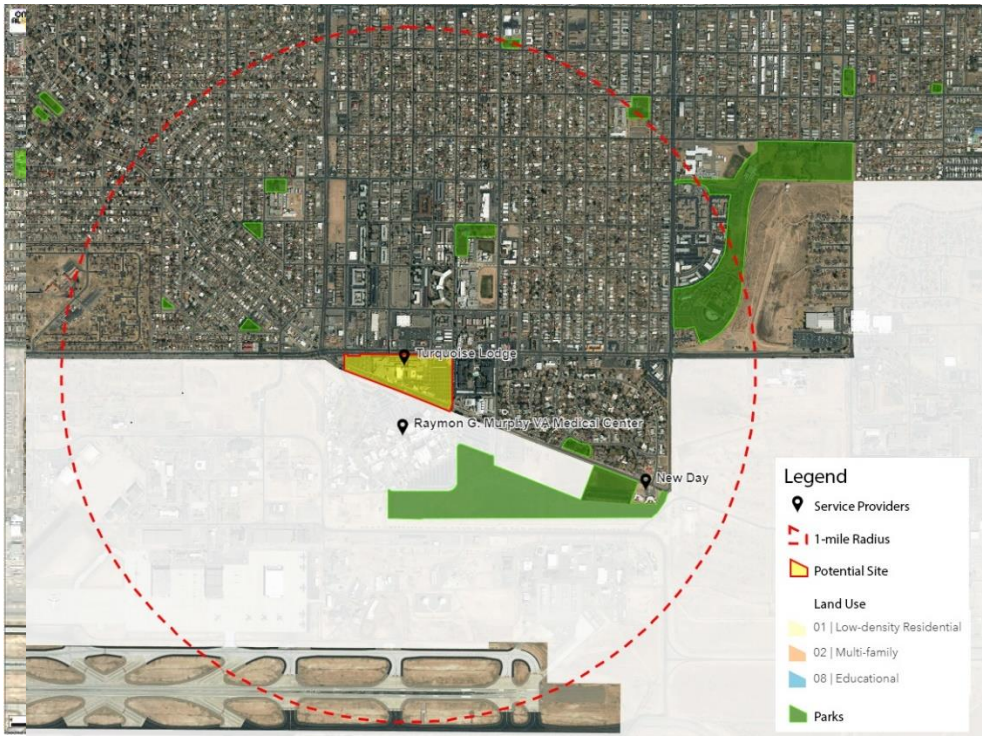 Turquoise Lodge
Raymon G. Murphy VA Medical Center
New Day
Legend
Service Providers
1-mile Radius
Potential Site
Land Use
01 | Low-density Residential
02 | Multi-family
08 | Educational
Parks